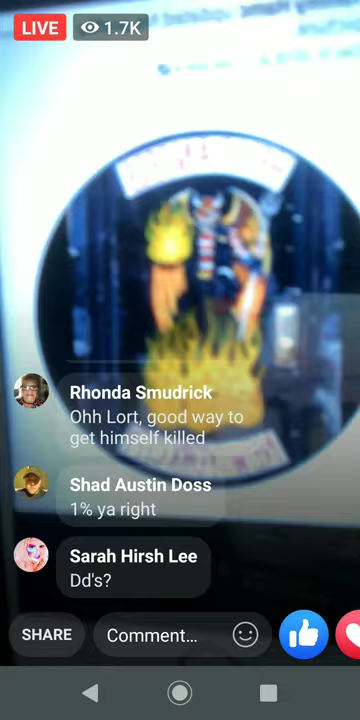 LIVE
1.7K
Rhonda Smudrick
Ohh Lort, good way to
get himself killed
Shad Austin Doss
1% ya right
Sarah Hirsh Lee
Dd's?
SHARE
Comment...